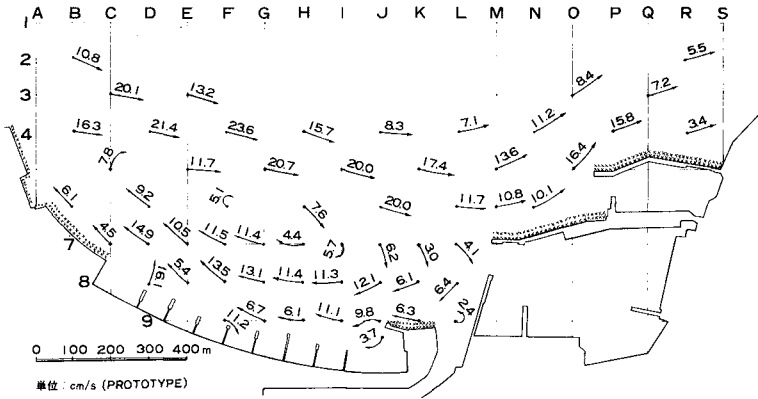 A B C D E F G H I J K L M N O P Q R S
1
2 10.8 5.5
3 20.1 13.2 8.4 7.2
4 16.3 21.4 23.6 15.7 8.3 7.1 11.2 15.8 3.4
7.8 11.7 20.7 20.0 17.4 13.6 16.4
6.1 9.2 5.1 7.6 20.0 11.7 10.8 10.1
7 4.5 14.9 10.5 11.5 11.4 4.4 5.7 6.2 3.0 4.1
8 16.1 5.4 13.5 13.1 11.4 11.3 12.1 6.1 6.4
9 11.2 6.7 6.1 11.1 9.8 6.3 2.4
3.7
0 100 200 300 400 m
単位: cm/s (PROTOTYPE)